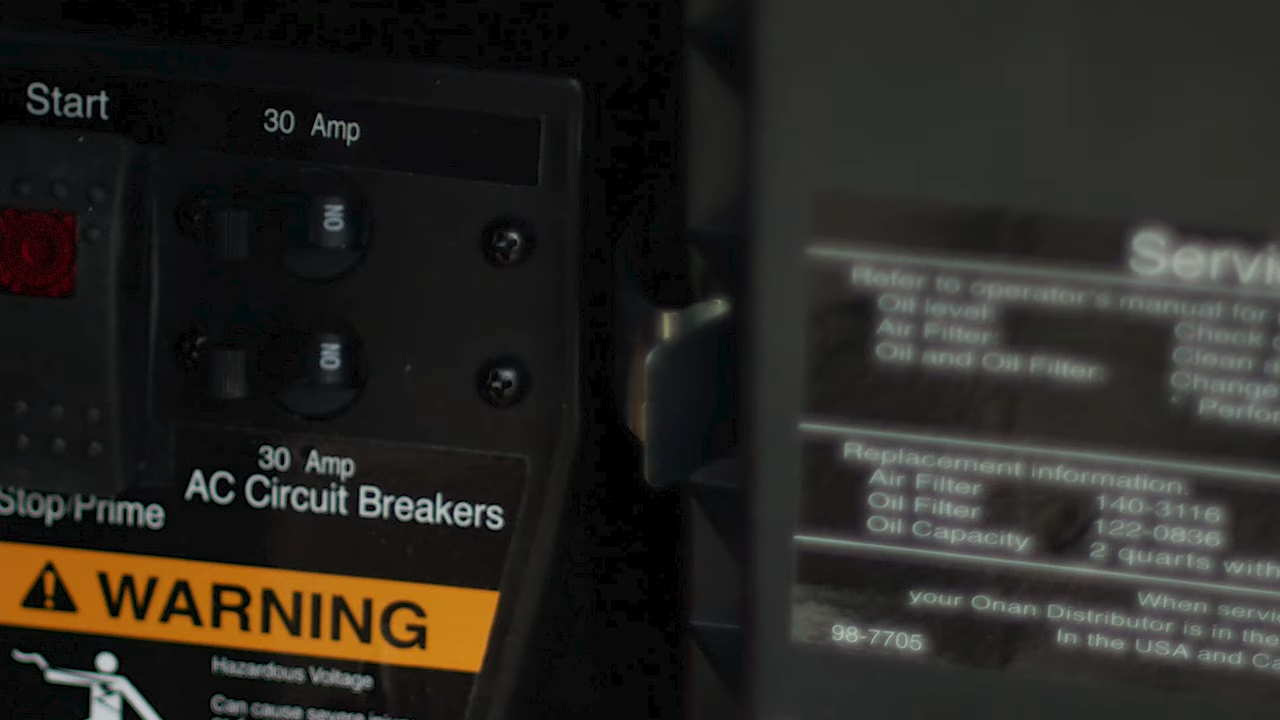 Start
30 Amp
ON
ON
30 Amp
AC Circuit Breakers
Stop/Prime
WARNING
Hazardous Voltage
Can cause severe
Servi
Refer to operator's manual for
Oil level:
Check
Air Filter:
Clean
Oil and Oil Filter:
Change
* Perfor
Replacement information.
Air Filter 140-3116
Oil Filter 122-0836
Oil Capacity 2 quarts with
When servi
your Onan Distributor is in the
In the USA and Ca
98-7705